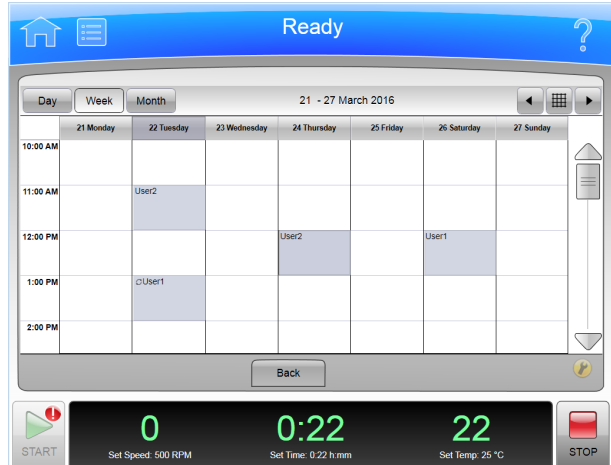 Ready
?
Day Week Month 21 - 27 March 2016
21 Monday 22 Tuesday 23 Wednesday 24 Thursday 25 Friday 26 Saturday 27 Sunday
10:00 AM
11:00 AM User2
12:00 PM User2 User1
1:00 PM User1
2:00 PM
Back
! 0 0:22 22
START Set Speed: 500 RPM Set Time: 0:22 h:mm Set Temp: 25 °C STOP